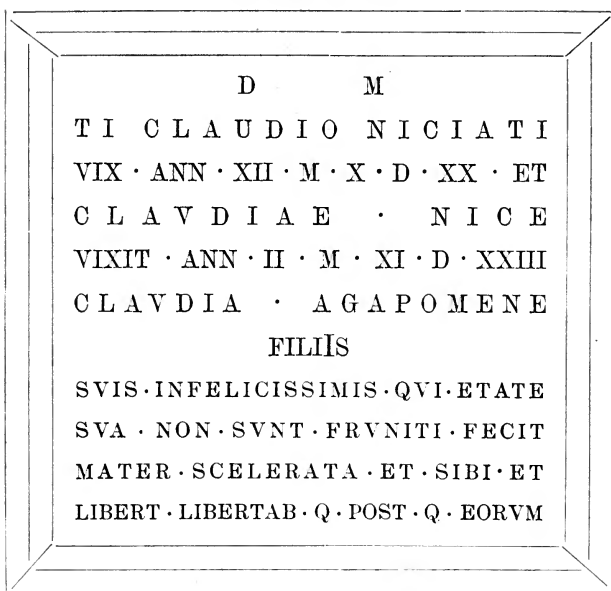 D M
TI CLAUDIO NICIATI
VIX · ANN · XII · M · X · D · XX · ET
CLAVDIAE · NICE
VIXIT · ANN · II · M · XI · D · XXIII
CLAVDIA · AGAPOMENE
FILIIS
SVIS · INFELICISSIMIS · QVI · ETATE
SVA · NON · SVNT · FRVNITI · FECIT
MATER · SCELERATA · ET · SIBI · ET
LIBERT · LIBERTAB · Q · POST · Q · EORVM